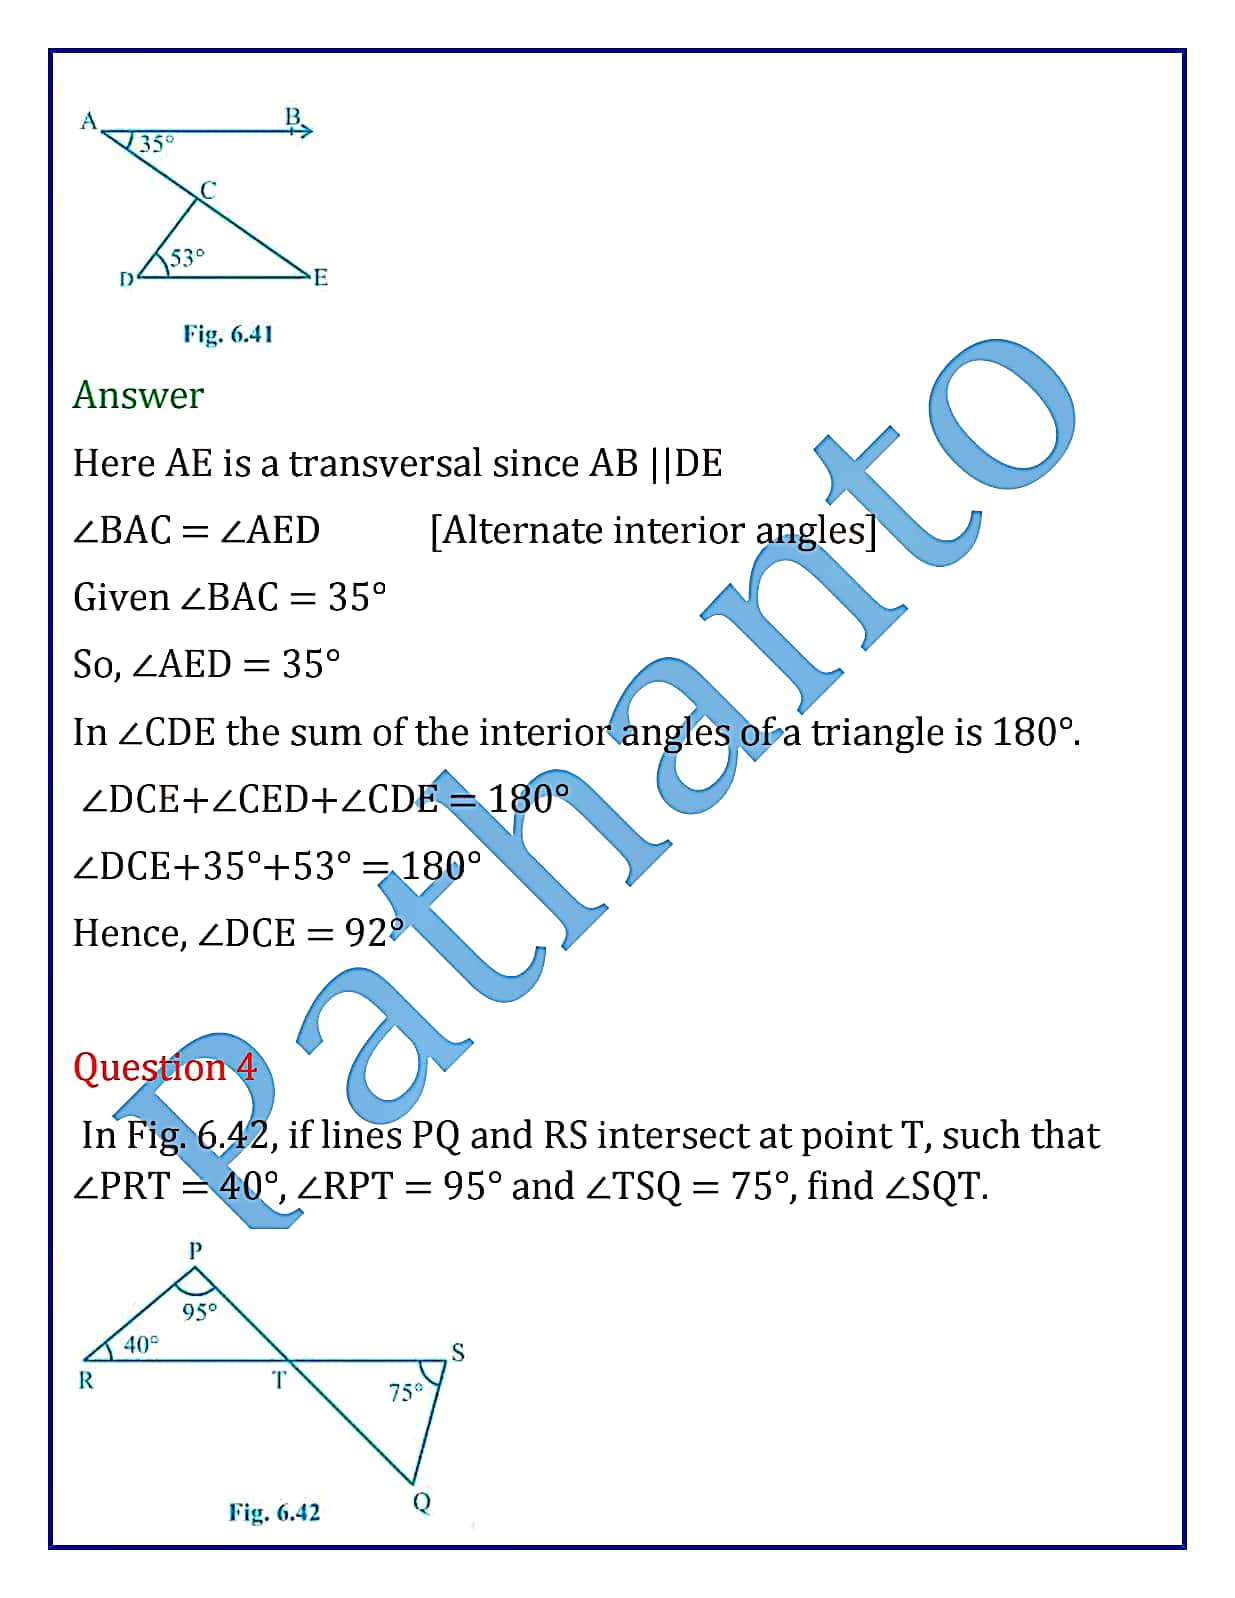 A
B
35°
C
53°
D
E
Fig. 6.41
Answer
Here AE is a transversal since AB ||DE
∠BAC = ∠AED [Alternate interior angles]
Given ∠BAC = 35°
So, ∠AED = 35°
In ∠CDE the sum of the interior angles of a triangle is 180°.
∠DCE+∠CED+∠CDE = 180°
∠DCE+35°+53° = 180°
Hence, ∠DCE = 92°
Pathanto
Question 4
In Fig. 6.42, if lines PQ and RS intersect at point T, such that
∠PRT = 40°, ∠RPT = 95° and ∠TSQ = 75°, find ∠SQT.
P
95°
40°
S
R
T
75°
Q
Fig. 6.42